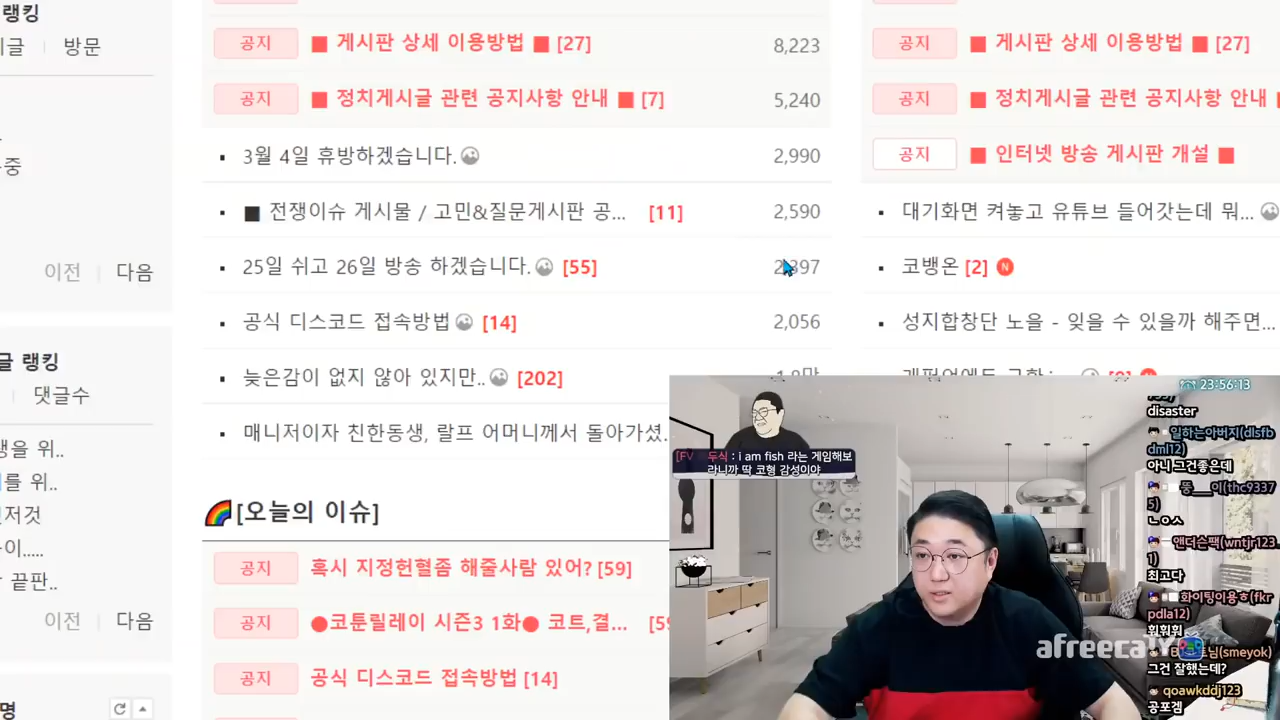 랭킹
방문
이전
다음
글 랭킹
댓글수
행을 위..
를 위..
저것
이.....
끝판..
이전
다음
명
공지 ■ 게시판 상세 이용방법 ■ [27] 8,223
공지 ■ 정치게시글 관련 공지사항 안내 ■ [7] 5,240
3월 4일 휴방하겠습니다. 2,990
■ 전쟁이슈 게시물 / 고민&질문게시판 공... [11] 2,590
25일 쉬고 26일 방송 하겠습니다. [55] 2,397
공식 디스코드 접속방법 [14] 2,056
늦은감이 없지 않아 있지만.. [202]
매니저이자 친한동생, 랄프 어머니께서 돌아가셨.
[오늘의 이슈]
공지 혹시 지정헌혈좀 해줄사람 있어? [59]
공지 ●코튼릴레이 시즌3 1화● 코트,결...
공지 공식 디스코드 접속방법 [14]
공지 ■ 게시판 상세 이용방법 ■ [27]
공지 ■ 정치게시글 관련 공지사항 안내
공지 ■ 인터넷 방송 게시판 개설 ■
대기화면 켜놓고 유튜브 들어갓는데 뭐...
코뱅온 [2] N
성지합창단 노을 - 잊을 수 있을까 해주면...
23:56:13
[FV 두식 : i am fish 라는 게임해보
라니까 딱 코형 감성이야
disaster
일하는아버지(dlsfb
dml12)
아니 그건좋은데
뚱__이(thc9337
5)
ㄴㅇㅅ
앤더슨팩(wntjr123
1)
최고다
화이팅이용ㅎ(fkr
pdla12)
휘휘휘
트님(smeyok)
그건 잘했는데?
qoawkddj123
공포겜
afreecaTV